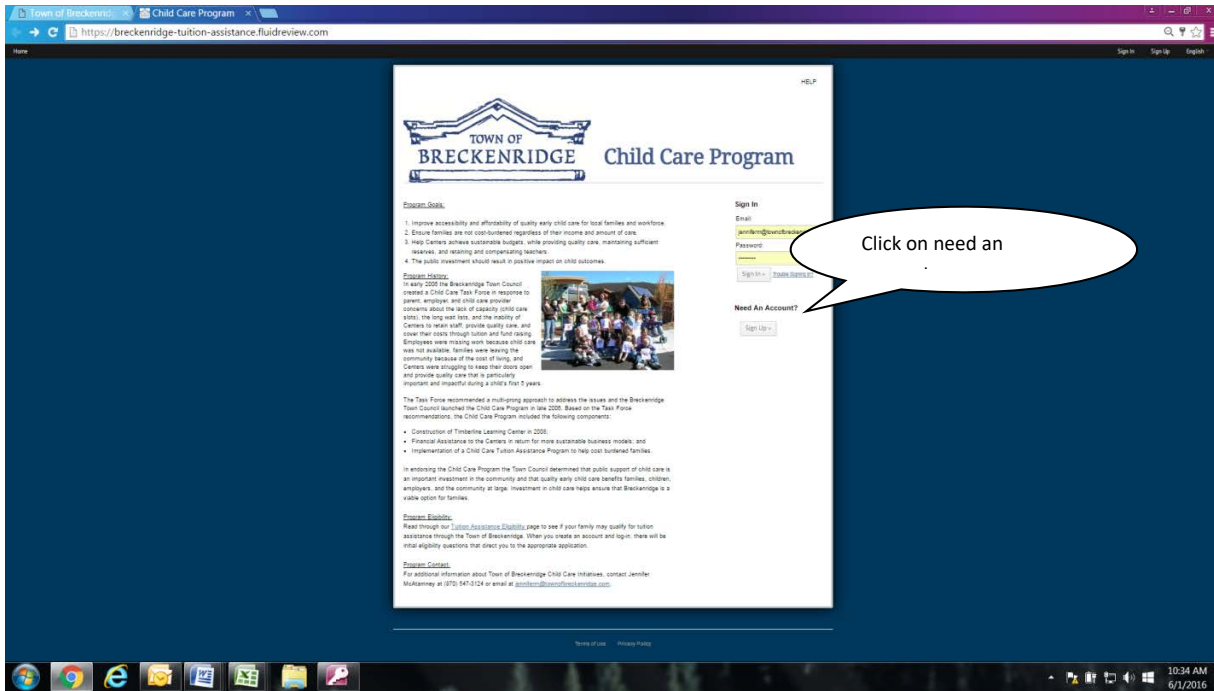 Town of Breckenrid
Child Care Program
https://breckenridge-tuition-assistance.fluidreview.com
Home
Sign In
Sign Up
English
HELP
TOWN OF
BRECKENRIDGE
Child Care Program
Program Goals:
1. Improve accessibility and affordability of quality early child care for local families and workforce.
2. Ensure families are not cost-burdened regardless of their income and amount of care.
3. Help Centers achieve sustainable budgets, while providing quality care, maintaining sufficient
reserves, and retaining and compensating teachers.
4. The public investment should result in positive impact on child outcomes.
Program History:
In early 2006 the Breckenridge Town Council
created a Child Care Task Force in response to
parent, employer, and child care provider
concerns about the lack of capacity (child care
slots), the long wait lists, and the inability of
Centers to retain staff, provide quality care, and
cover their costs through tuition and fund raising.
Employees were missing work because child care
was not available, families were leaving the
community because of the cost of living, and
Centers were struggling to keep their doors open
and provide quality care that is particularly
important and impactful during a child's first 5 years.
The Task Force recommended a multi-prong approach to address the issues and the Breckenridge
Town Council launched the Child Care Program in late 2006. Based on the Task Force
recommendations, the Child Care Program included the following components:
• Construction of Timberline Learning Center in 2008;
• Financial Assistance to the Centers in return for more sustainable business models; and
• Implementation of a Child Care Tuition Assistance Program to help cost burdened families.
In endorsing the Child Care Program the Town Council determined that public support of child care is
an important investment in the community and that quality early child care benefits families, children,
employers, and the community at large. Investment in child care helps ensure that Breckenridge is a
viable option for families.
Program Eligibility:
Read through our Tuition Assistance Eligibility page to see if your family may qualify for tuition
assistance through the Town of Breckenridge. When you create an account and log-in, there will be
initial eligibility questions that direct you to the appropriate application.
Program Contact:
For additional information about Town of Breckenridge Child Care Initiatives, contact Jennifer
McAtamney at (970) 547-3124 or email at jenniferm@townofbreckenridge.com.
Sign In
Email
jenniferm@townofbrecken
Password
Sign In »
Trouble Signing In?
Need An Account?
Sign Up »
Click on need an
Terms of Use
Privacy Policy
10:34 AM
6/1/2016